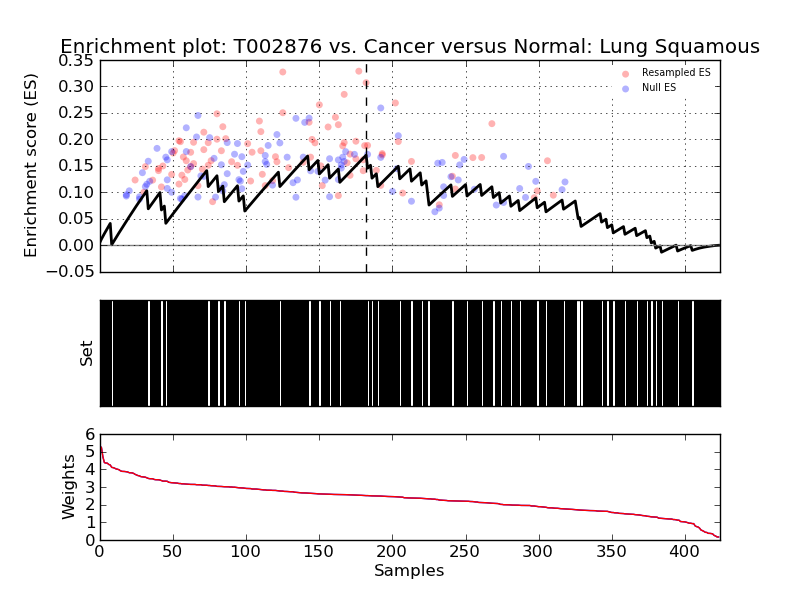 Enrichment plot: T002876 vs. Cancer versus Normal: Lung Squamous
Enrichment score (ES)
0.35
0.30
0.25
0.20
0.15
0.10
0.05
0.00
−0.05
Resampled ES
Null ES
Set
Weights
6
5
4
3
2
1
0
0 50 100 150 200 250 300 350 400
Samples